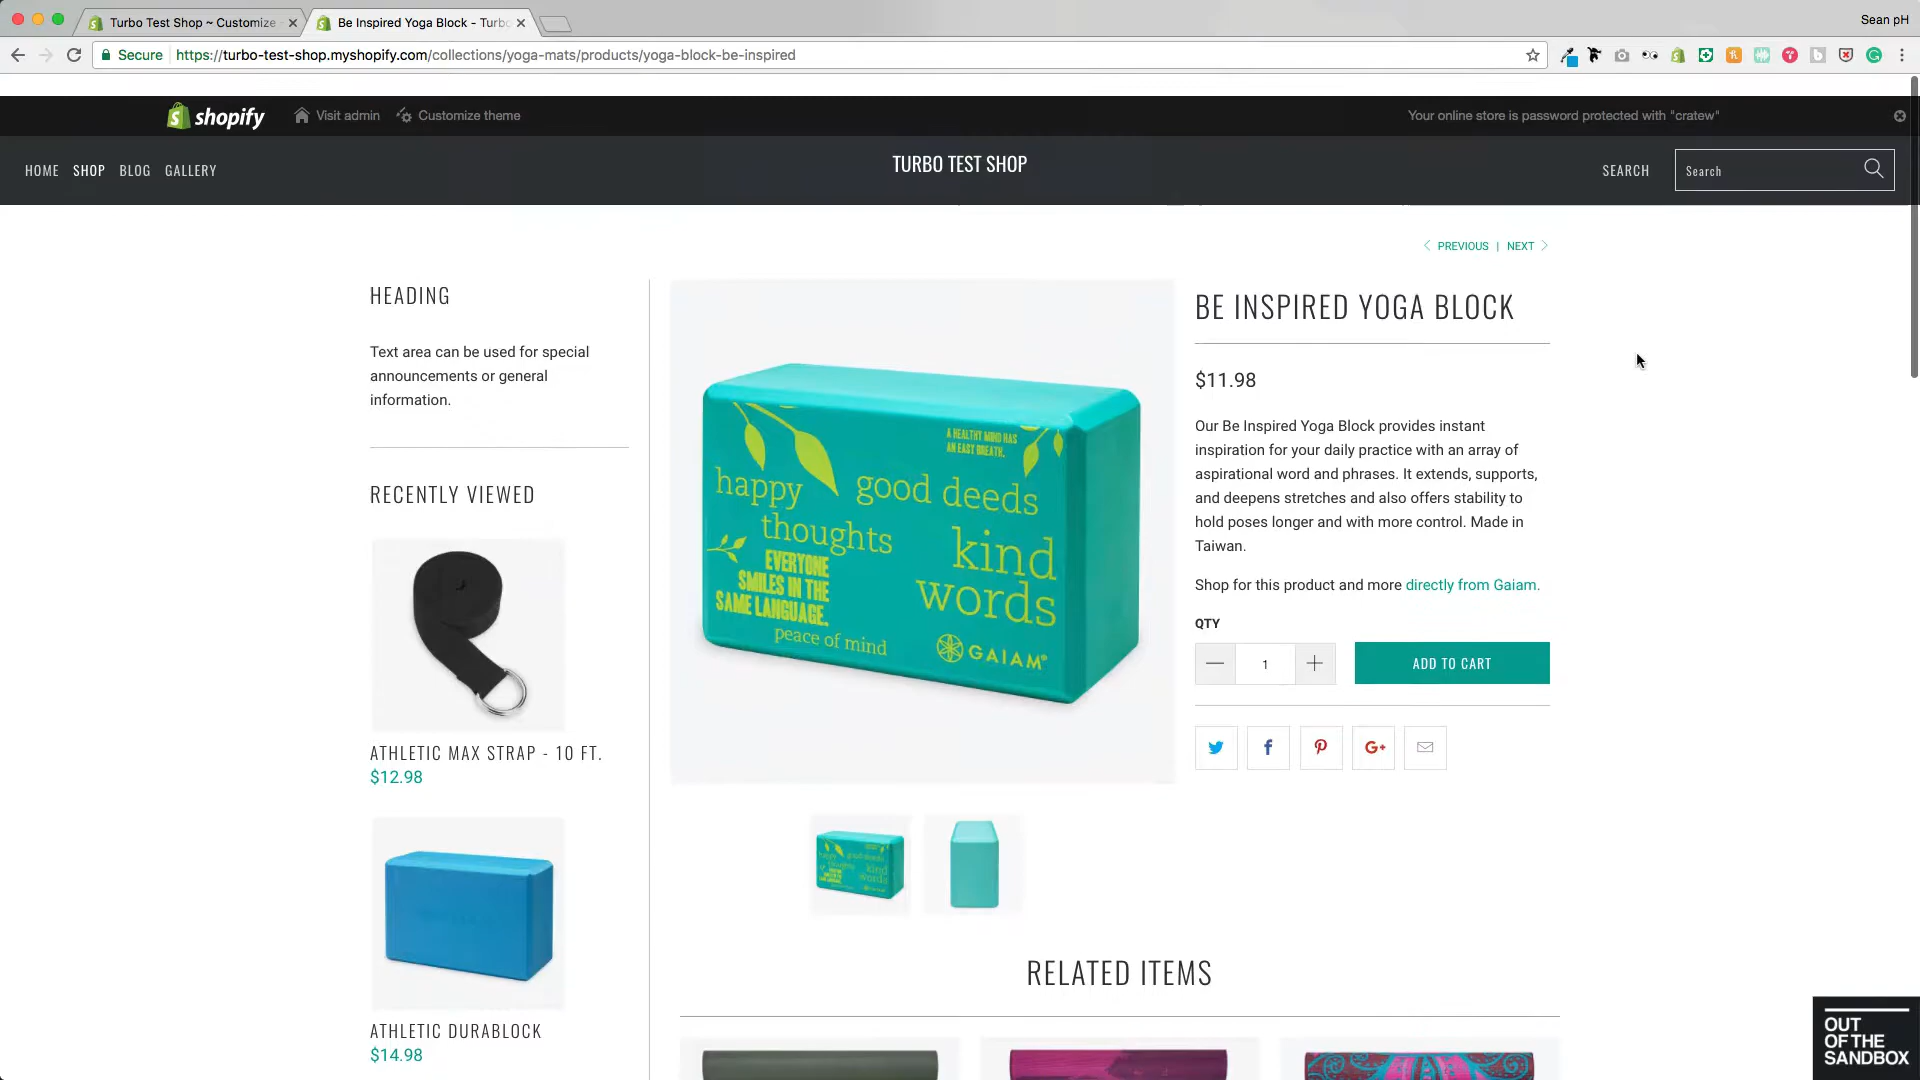 Sean pH
Turbo Test Shop ~ Customize
Be Inspired Yoga Block - Turbo
Secure https://turbo-test-shop.myshopify.com/collections/yoga-mats/products/yoga-block-be-inspired
shopify Visit admin Customize theme Your online store is password protected with "cratew"
HOME SHOP BLOG GALLERY TURBO TEST SHOP SEARCH Search
PREVIOUS | NEXT
HEADING
Text area can be used for special
announcements or general
information.
RECENTLY VIEWED
ATHLETIC MAX STRAP - 10 FT.
$12.98
ATHLETIC DURABLOCK
$14.98
A HEALTHY MIND HAS
AN EASY BREATH.
happy
thoughts
good deeds
kind
words
EVERYONE
SMILES IN THE
SAME LANGUAGE.
peace of mind
GAIAM®
BE INSPIRED YOGA BLOCK
$11.98
Our Be Inspired Yoga Block provides instant
inspiration for your daily practice with an array of
aspirational word and phrases. It extends, supports,
and deepens stretches and also offers stability to
hold poses longer and with more control. Made in
Taiwan.
Shop for this product and more directly from Gaiam.
QTY
1
ADD TO CART
G+
RELATED ITEMS
OUT
OF THE
SANDBOX